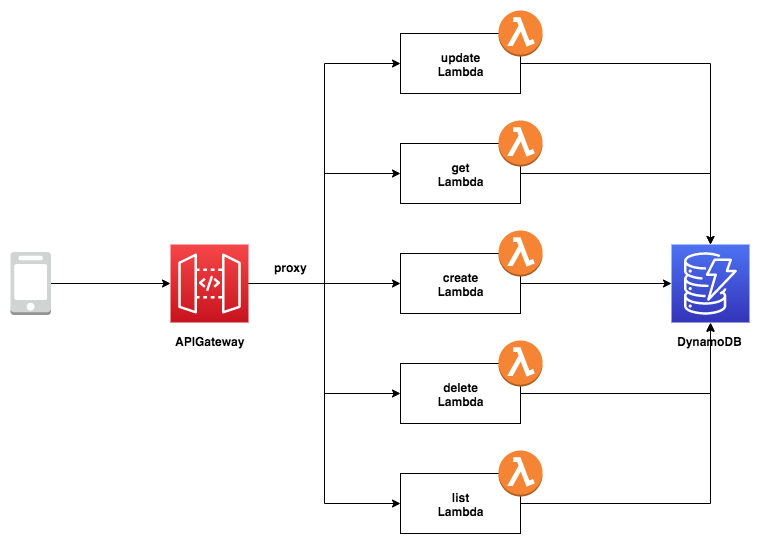 update
Lambda
get
Lambda
proxy
create
Lambda
APIGateway
DynamoDB
delete
Lambda
list
Lambda